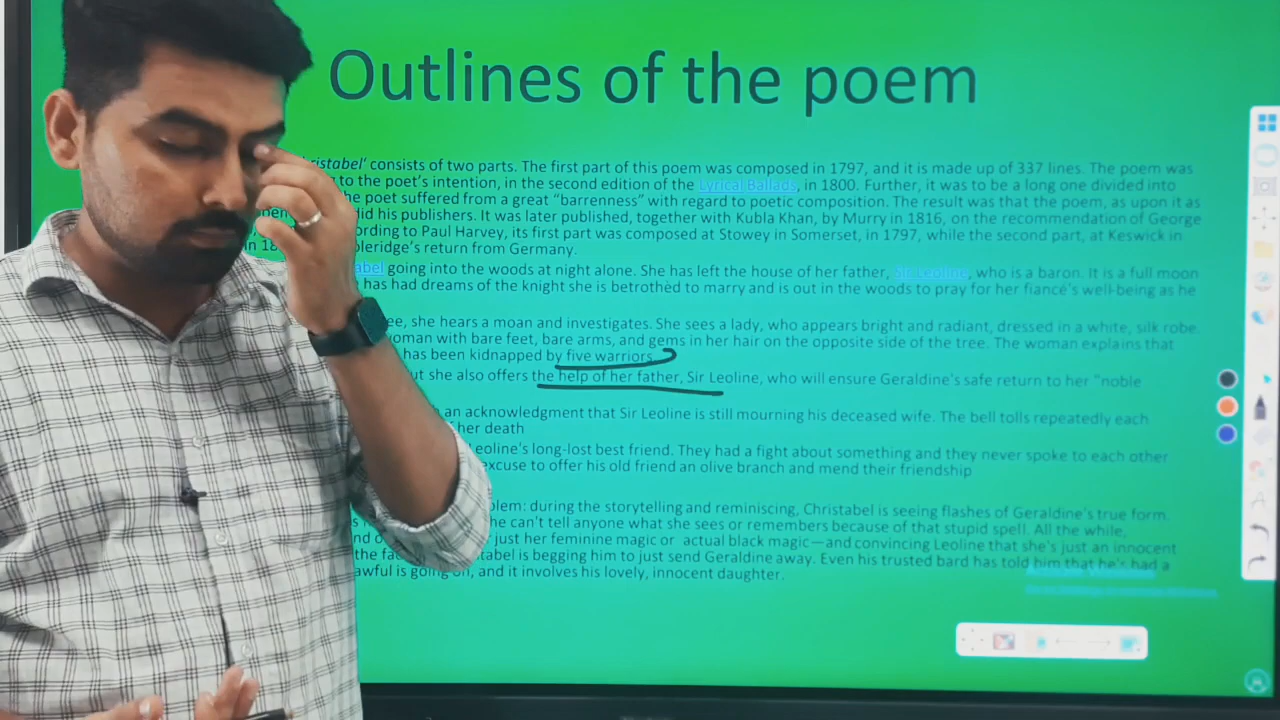 Outlines of the poem
ristabel' consists of two parts. The first part of this poem was composed in 1797, and it is made up of 337 lines. The poem was
to the poet's intention, in the second edition of the Lyrical Ballads, in 1800. Further, it was to be a long one divided into
he poet suffered from a great "barrenness" with regard to poetic composition. The result was that the poem, as upon it as
did his publishers. It was later published, together with Kubla Khan, by Murry in 1816, on the recommendation of George
ording to Paul Harvey, its first part was composed at Stowey in Somerset, in 1797, while the second part, at Keswick in
in 18 oleridge's return from Germany.
abel going into the woods at night alone. She has left the house of her father, Sir Leoline, who is a baron. It is a full moon
has had dreams of the knight she is betrothed to marry and is out in the woods to pray for her fiancé's well-being as he
ee, she hears a moan and investigates. She sees a lady, who appears bright and radiant, dressed in a white, silk robe.
woman with bare feet, bare arms, and gems in her hair on the opposite side of the tree. The woman explains that
has been kidnapped by five warriors
ut she also offers the help of her father, Sir Leoline, who will ensure Geraldine's safe return to her "noble
an acknowledgment that Sir Leoline is still mourning his deceased wife. The bell tolls repeatedly each
f her death
eoline's long-lost best friend. They had a fight about something and they never spoke to each other
excuse to offer his old friend an olive branch and mend their friendship
blem: during the storytelling and reminiscing, Christabel is seeing flashes of Geraldine's true form.
he can't tell anyone what she sees or remembers because of that stupid spell. All the while,
just her feminine magic or actual black magic—and convincing Leoline that she's just an innocent
the fa tabel is begging him to just send Geraldine away. Even his trusted bard has told him that he's had a
awful is going on, and it involves his lovely, innocent daughter.